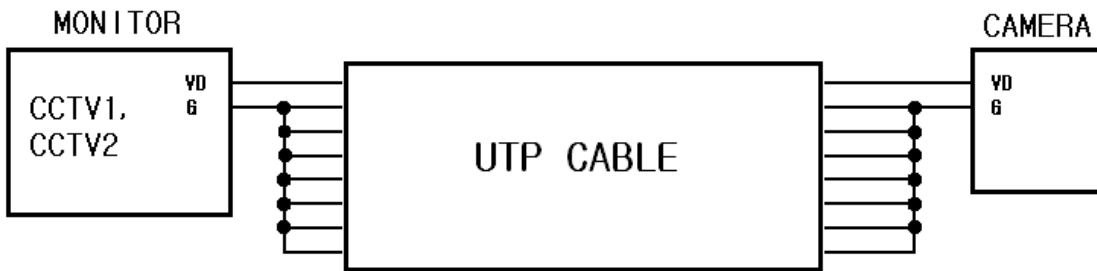 MONITOR
CAMERA
VD
G
CCTV1,
CCTV2
UTP CABLE
VD
G